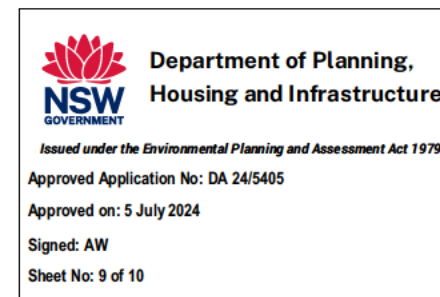 Department of Planning,
Housing and Infrastructure
NSW
GOVERNMENT
Issued under the Environmental Planning and Assessment Act 1979
Approved Application No: DA 24/5405
Approved on: 5 July 2024
Signed: AW
Sheet No: 9 of 10